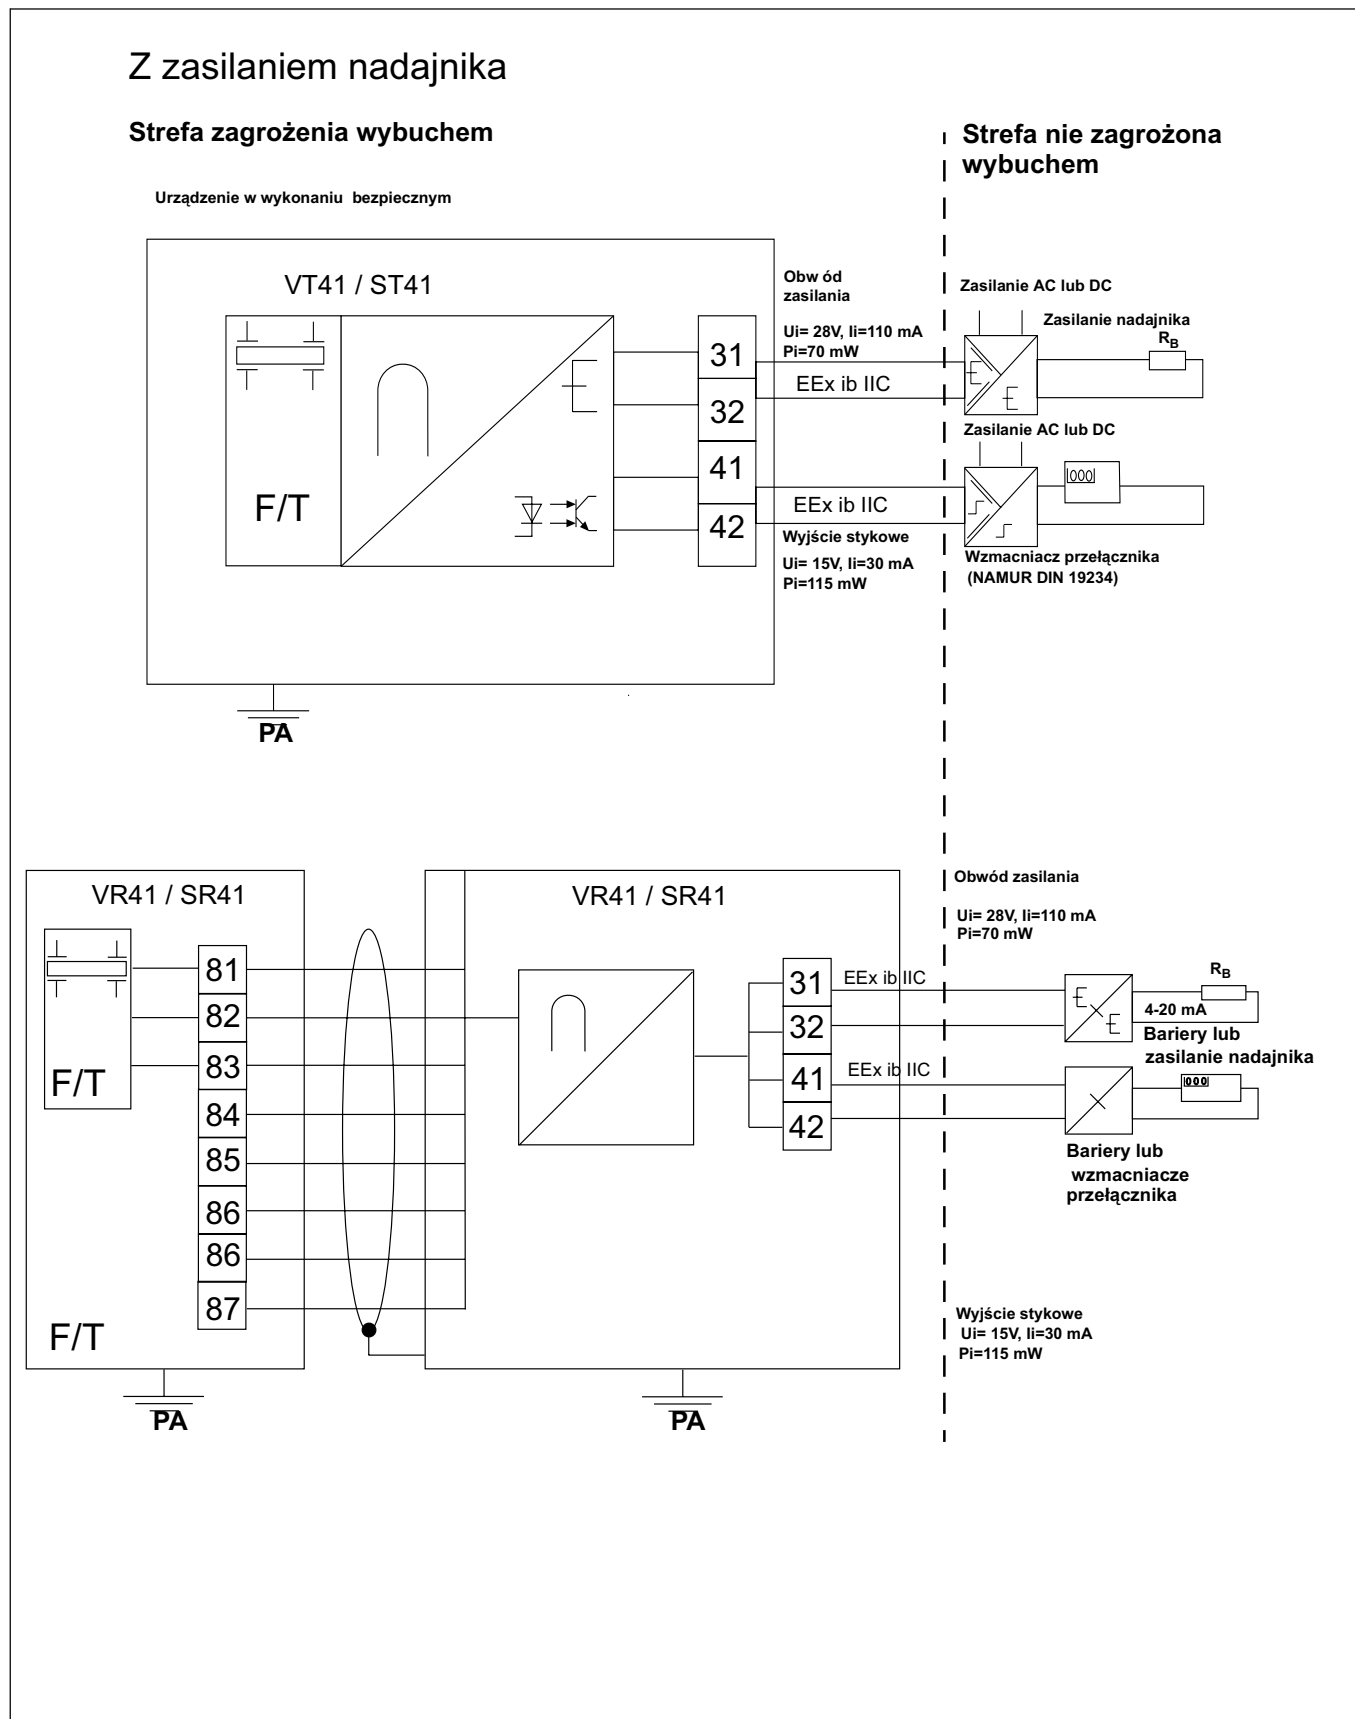 Z zasilaniem nadajnika
Strefa zagrożenia wybuchem
Strefa nie zagrożona
wybuchem
Urządzenie w wykonaniu bezpiecznym
VT41 / ST41
F/T
31
32
41
42
Obw ód
zasilania
Ui= 28V, Ii=110 mA
Pi=70 mW
EEx ib IIC
EEx ib IIC
Wyjście stykowe
Ui= 15V, Ii=30 mA
Pi=115 mW
Zasilanie AC lub DC
Zasilanie nadajnika
RB
Zasilanie AC lub DC
000
Wzmacniacz przełącznika
(NAMUR DIN 19234)
PA
VR41 / SR41
F/T
81
82
83
84
85
86
86
87
F/T
PA
VR41 / SR41
31
32
41
42
EEx ib IIC
EEx ib IIC
PA
Obwód zasilania
Ui= 28V, Ii=110 mA
Pi=70 mW
RB
4-20 mA
Bariery lub
zasilanie nadajnika
000
Bariery lub
wzmacniacze
przełącznika
Wyjście stykowe
Ui= 15V, Ii=30 mA
Pi=115 mW